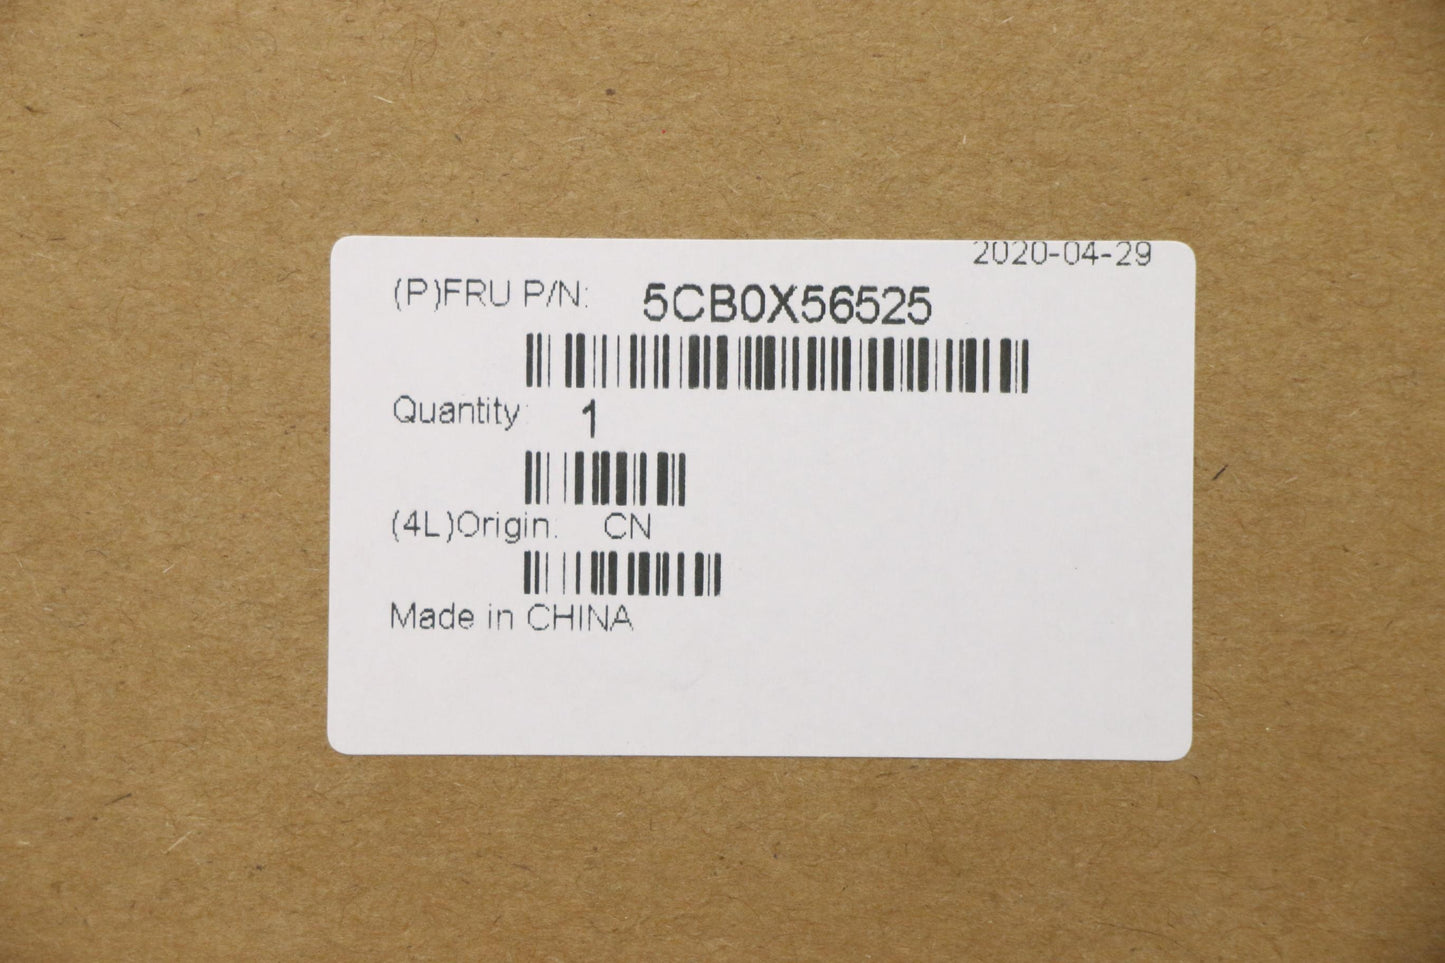 2020-04-29
(P)FRU P/N: 5CB0X56525
Quantity: 1
(4L)Origin: CN
Made in CHINA